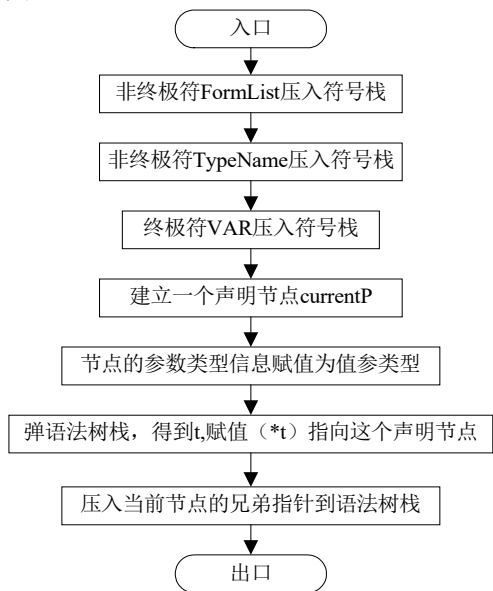 入口
非终极符FormList压入符号栈
非终极符TypeName压入符号栈
终极符VAR压入符号栈
建立一个声明节点currentP
节点的参数类型信息赋值为值参类型
弹语法树栈，得到t,赋值（*t）指向这个声明节点
压入当前节点的兄弟指针到语法树栈
出口